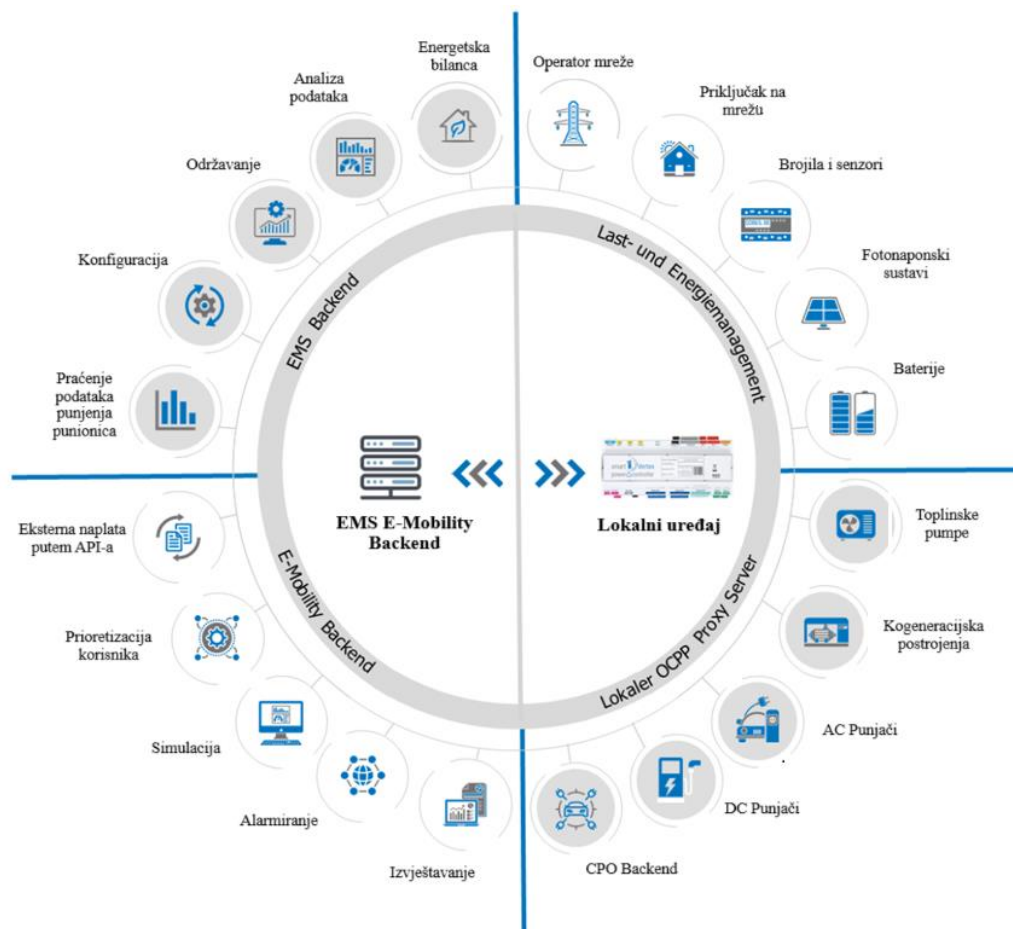 Energetska
bilanca
Operator mreže
Analiza
podataka
Priključak na
mrežu
Održavanje
Brojila i senzori
Konfiguracija
Fotonaponski
sustavi
Praćenje
podataka
punjenja
punionica
Baterije
EMS Backend
Last- und Energiemanagement
EMS E-Mobility
Backend
Lokalni uređaj
E-Mobility Backend
Lokaler OCPP Proxy Server
Eksterna naplata
putem API-a
Toplinske
pumpe
Prioretizacija
korisnika
Kogeneracijska
postrojenja
Simulacija
AC Punjači
Alarmiranje
DC Punjači
Izvještavanje
CPO Backend